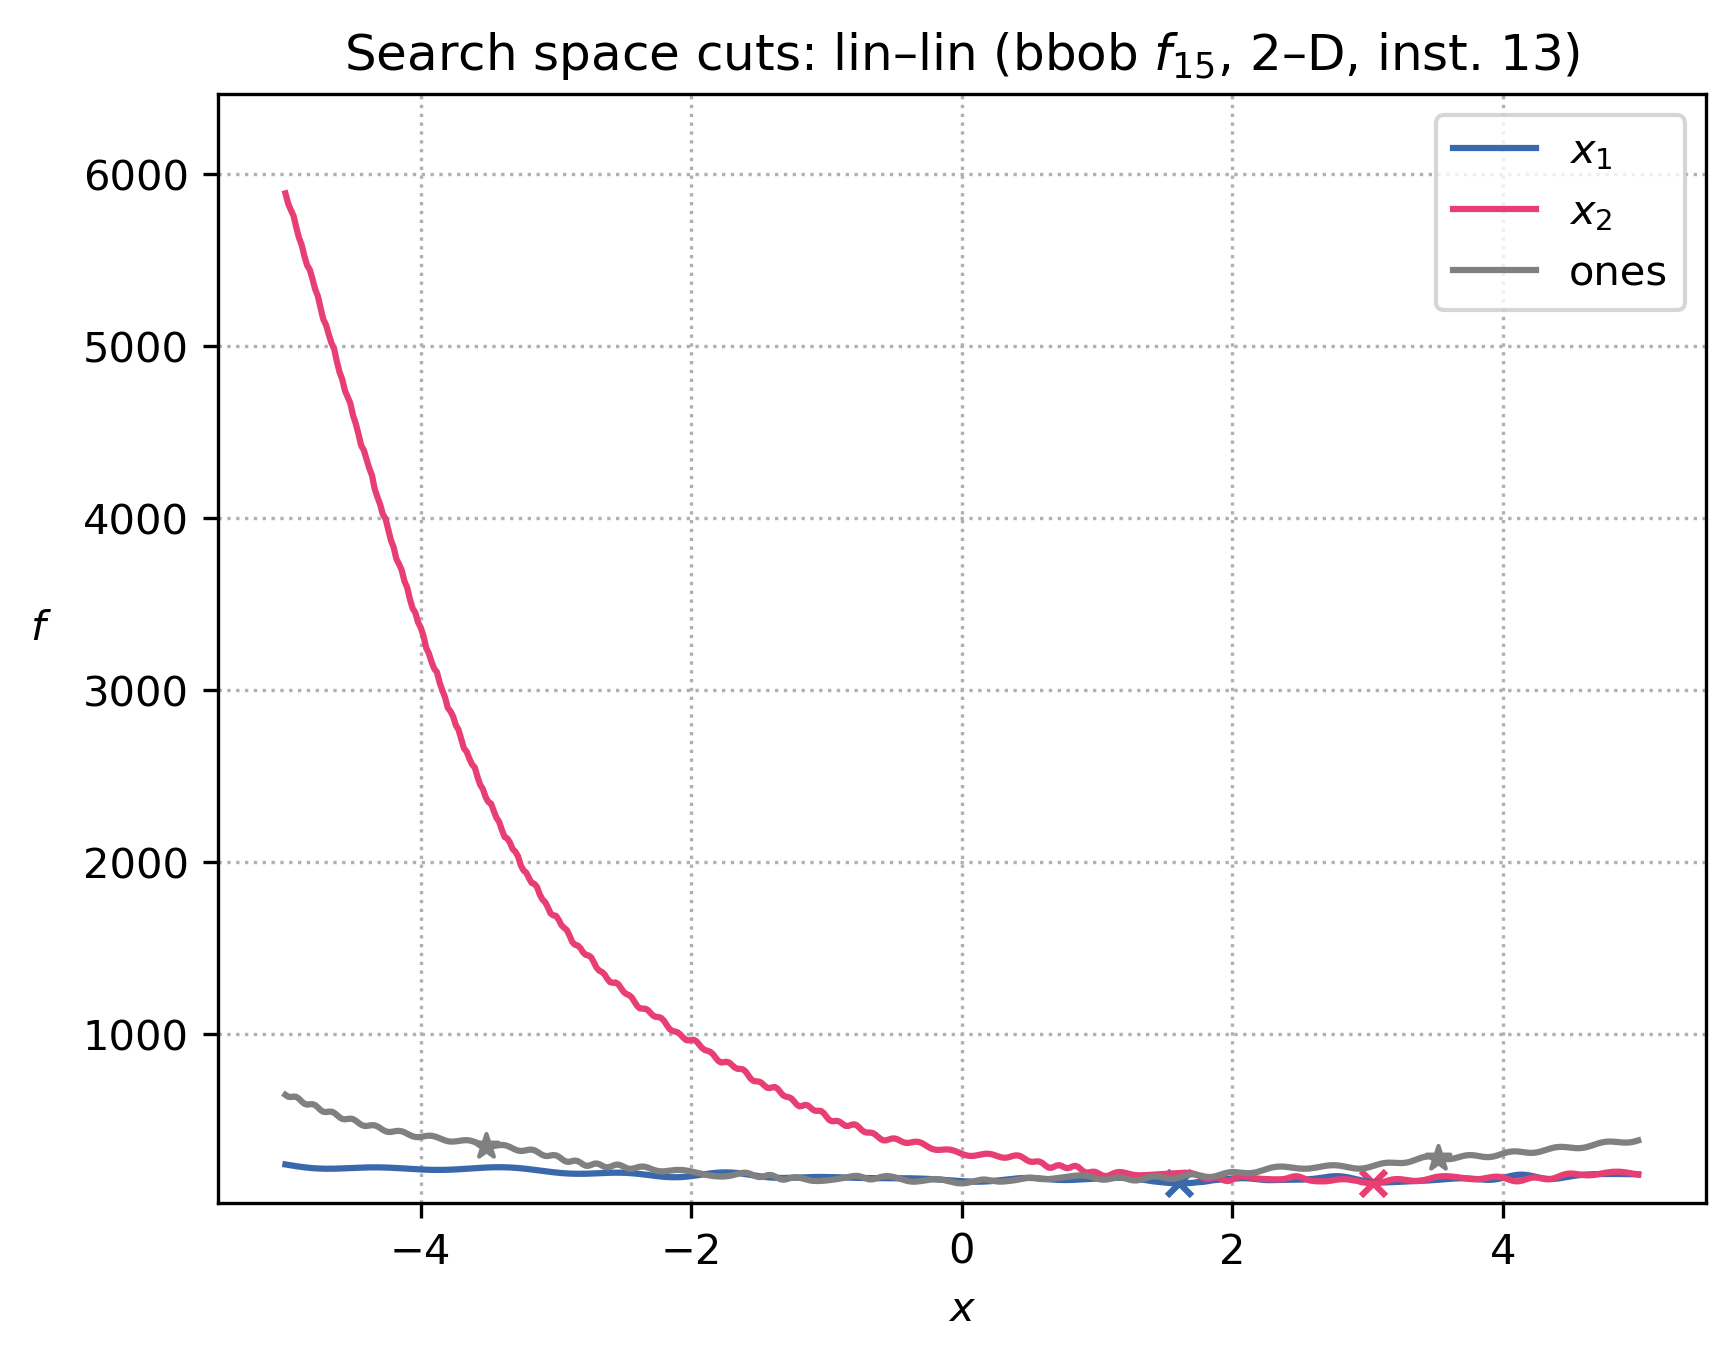 Search space cuts: lin–lin (bbob f₁₅, 2–D, inst. 13)
x₁
x₂
ones
6000
5000
4000
3000
2000
1000
f
−4 −2 0 2 4
x